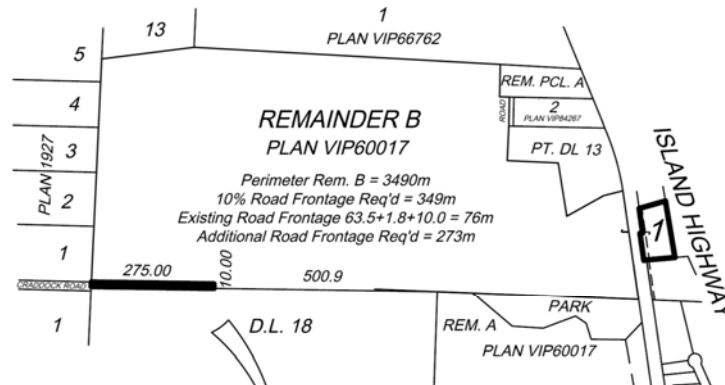 1
PLAN VIP66762
13
5
4
3
2
1
PLAN 1927
REM. PCL. A
ROAD
2
PLAN VIP84267
PT. DL 13
REMAINDER B
PLAN VIP60017
Perimeter Rem. B = 3490m
10% Road Frontage Req'd = 349m
Existing Road Frontage 63.5+1.8+10.0 = 76m
Additional Road Frontage Req'd = 273m
ISLAND HIGHWAY
1
275.00
10.00
500.9
CRADDOCK ROAD
1
D.L. 18
REM. A
PARK
PLAN VIP60017